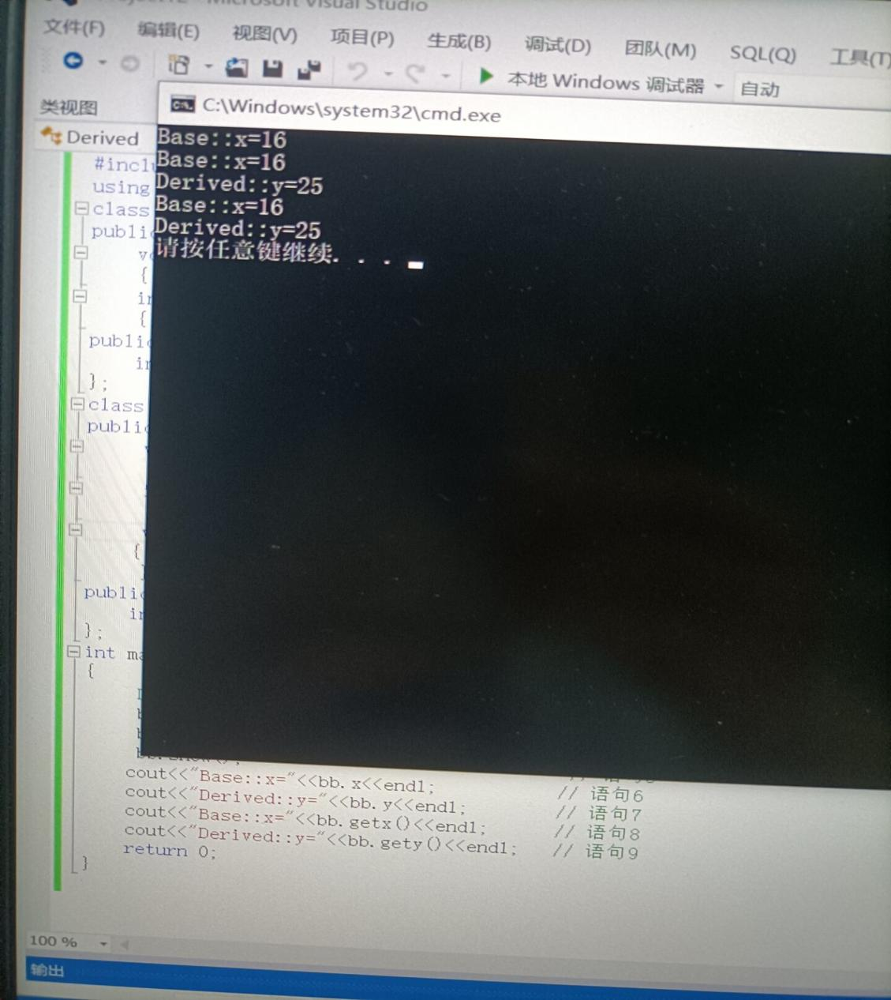 Microsoft Visual Studio
文件(F) 编辑(E) 视图(V) 项目(P) 生成(B) 调试(D) 团队(M) SQL(Q) 工具(T)
本地 Windows 调试器 自动
类视图
C:\Windows\system32\cmd.exe
Derived
Base::x=16
Base::x=16
Derived::y=25
Base::x=16
Derived::y=25
请按任意键继续. . .
#incl
using
class
publi
{
{
publi
};
class
publi
{
publi
};
int ma
{
cout<<"Base::x="<<bb.x<<endl; // 语句6
cout<<"Derived::y="<<bb.y<<endl; // 语句7
cout<<"Base::x="<<bb.getx()<<endl; // 语句8
cout<<"Derived::y="<<bb.gety()<<endl; // 语句9
return 0;
}
100 %
输出